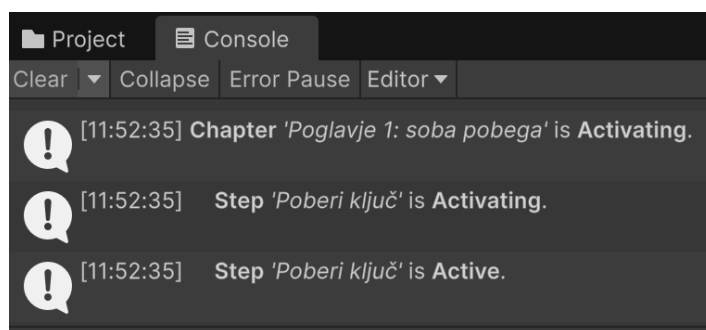 Project Console
Clear Collapse Error Pause Editor
[11:52:35] Chapter 'Poglavje 1: soba pobega' is Activating.
[11:52:35] Step 'Poberi ključ' is Activating.
[11:52:35] Step 'Poberi ključ' is Active.